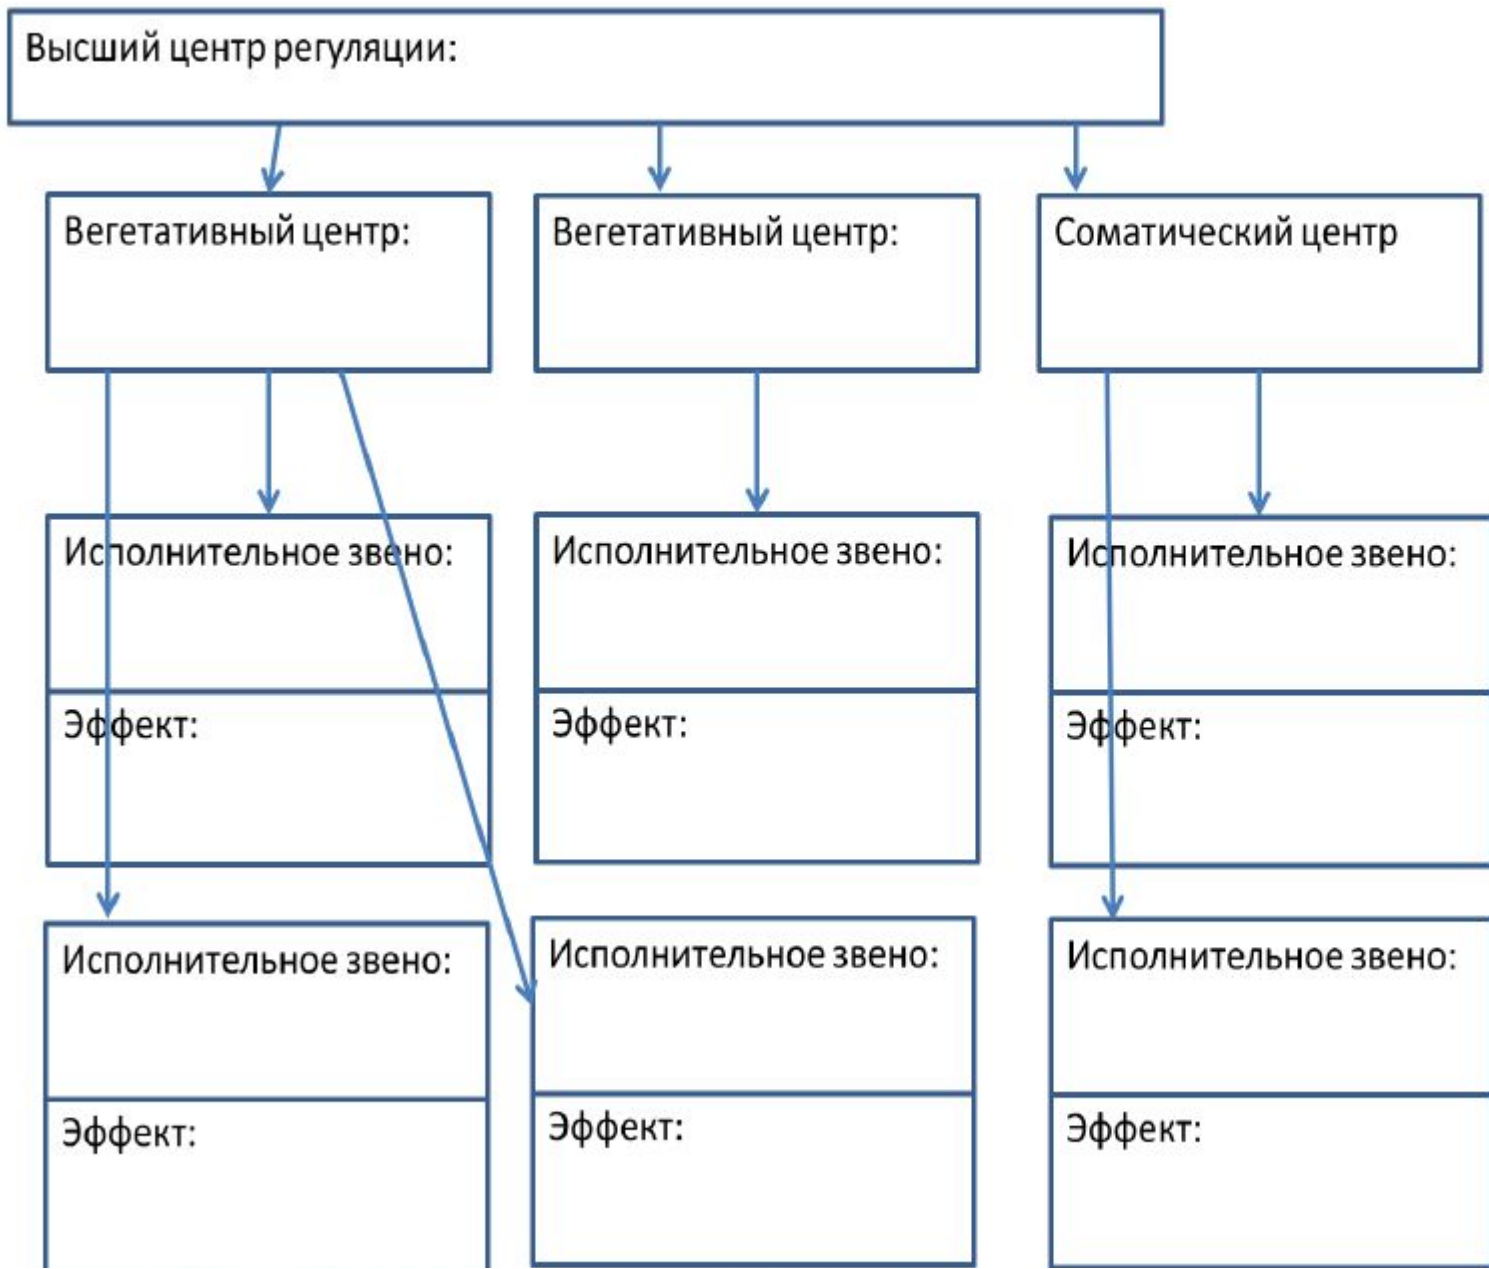 Высший центр регуляции:
Вегетативный центр:
Вегетативный центр:
Соматический центр
Исполнительное звено:
Исполнительное звено:
Исполнительное звено:
Эффект:
Эффект:
Эффект:
Исполнительное звено:
Исполнительное звено:
Исполнительное звено:
Эффект:
Эффект:
Эффект: